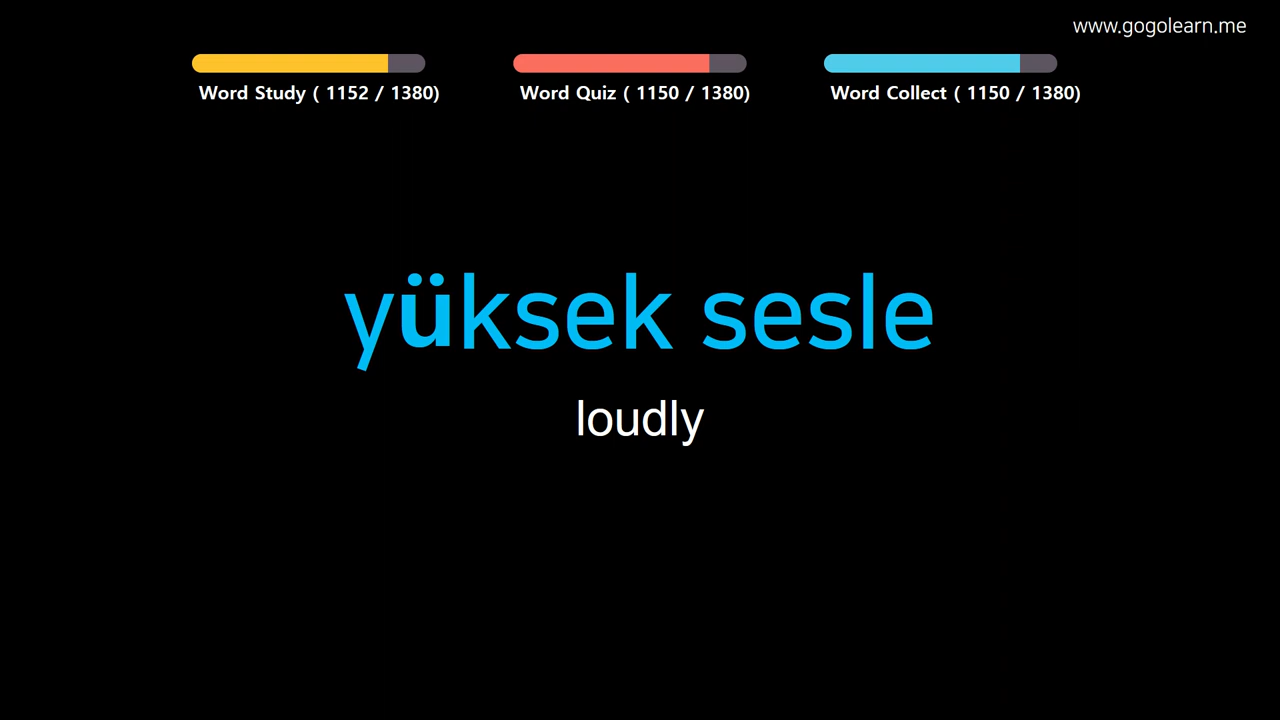 www.gogolearn.me
Word Study ( 1152 / 1380)
Word Quiz ( 1150 / 1380)
Word Collect ( 1150 / 1380)
yüksek sesle
loudly